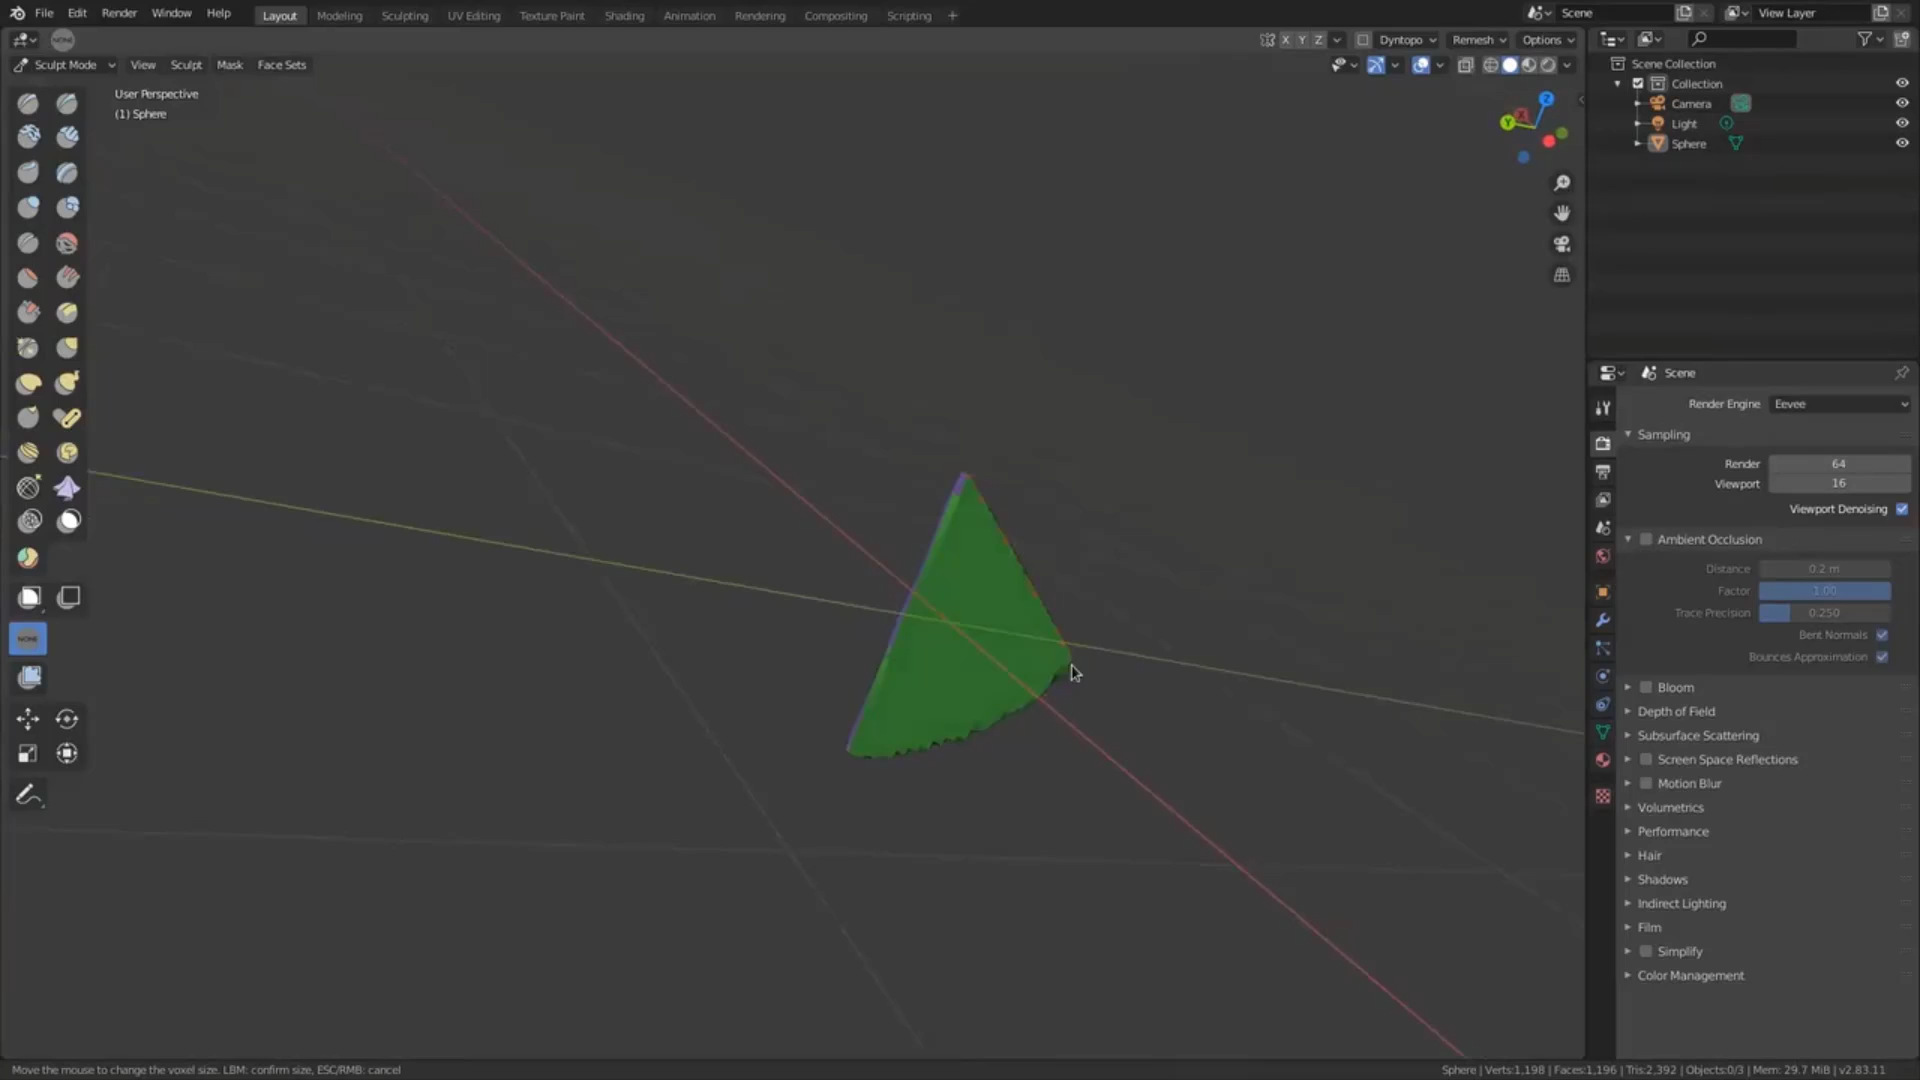 File Edit Render Window Help Layout Modeling Sculpting UV Editing Texture Paint Shading Animation Rendering Compositing Scripting + Scene View Layer
NONE X Y Z Dyntopo Remesh Options
Sculpt Mode View Sculpt Mask Face Sets
User Perspective
(1) Sphere
Z
X
Y
NONE
Scene Collection
Collection
Camera
Light
Sphere
Scene
Render Engine Eevee
Sampling
Render 64
Viewport 16
Viewport Denoising
Ambient Occlusion
Distance 0.2 m
Factor 1.00
Trace Precision 0.250
Bent Normals
Bounces Approximation
Bloom
Depth of Field
Subsurface Scattering
Screen Space Reflections
Motion Blur
Volumetrics
Performance
Hair
Shadows
Indirect Lighting
Film
Simplify
Color Management
Move the mouse to change the voxel size. LBM: confirm size, ESC/RMB: cancel
Sphere | Verts:1,198 | Faces:1,196 | Tris:2,392 | Objects:0/3 | Mem: 29.7 MiB | v2.83.11